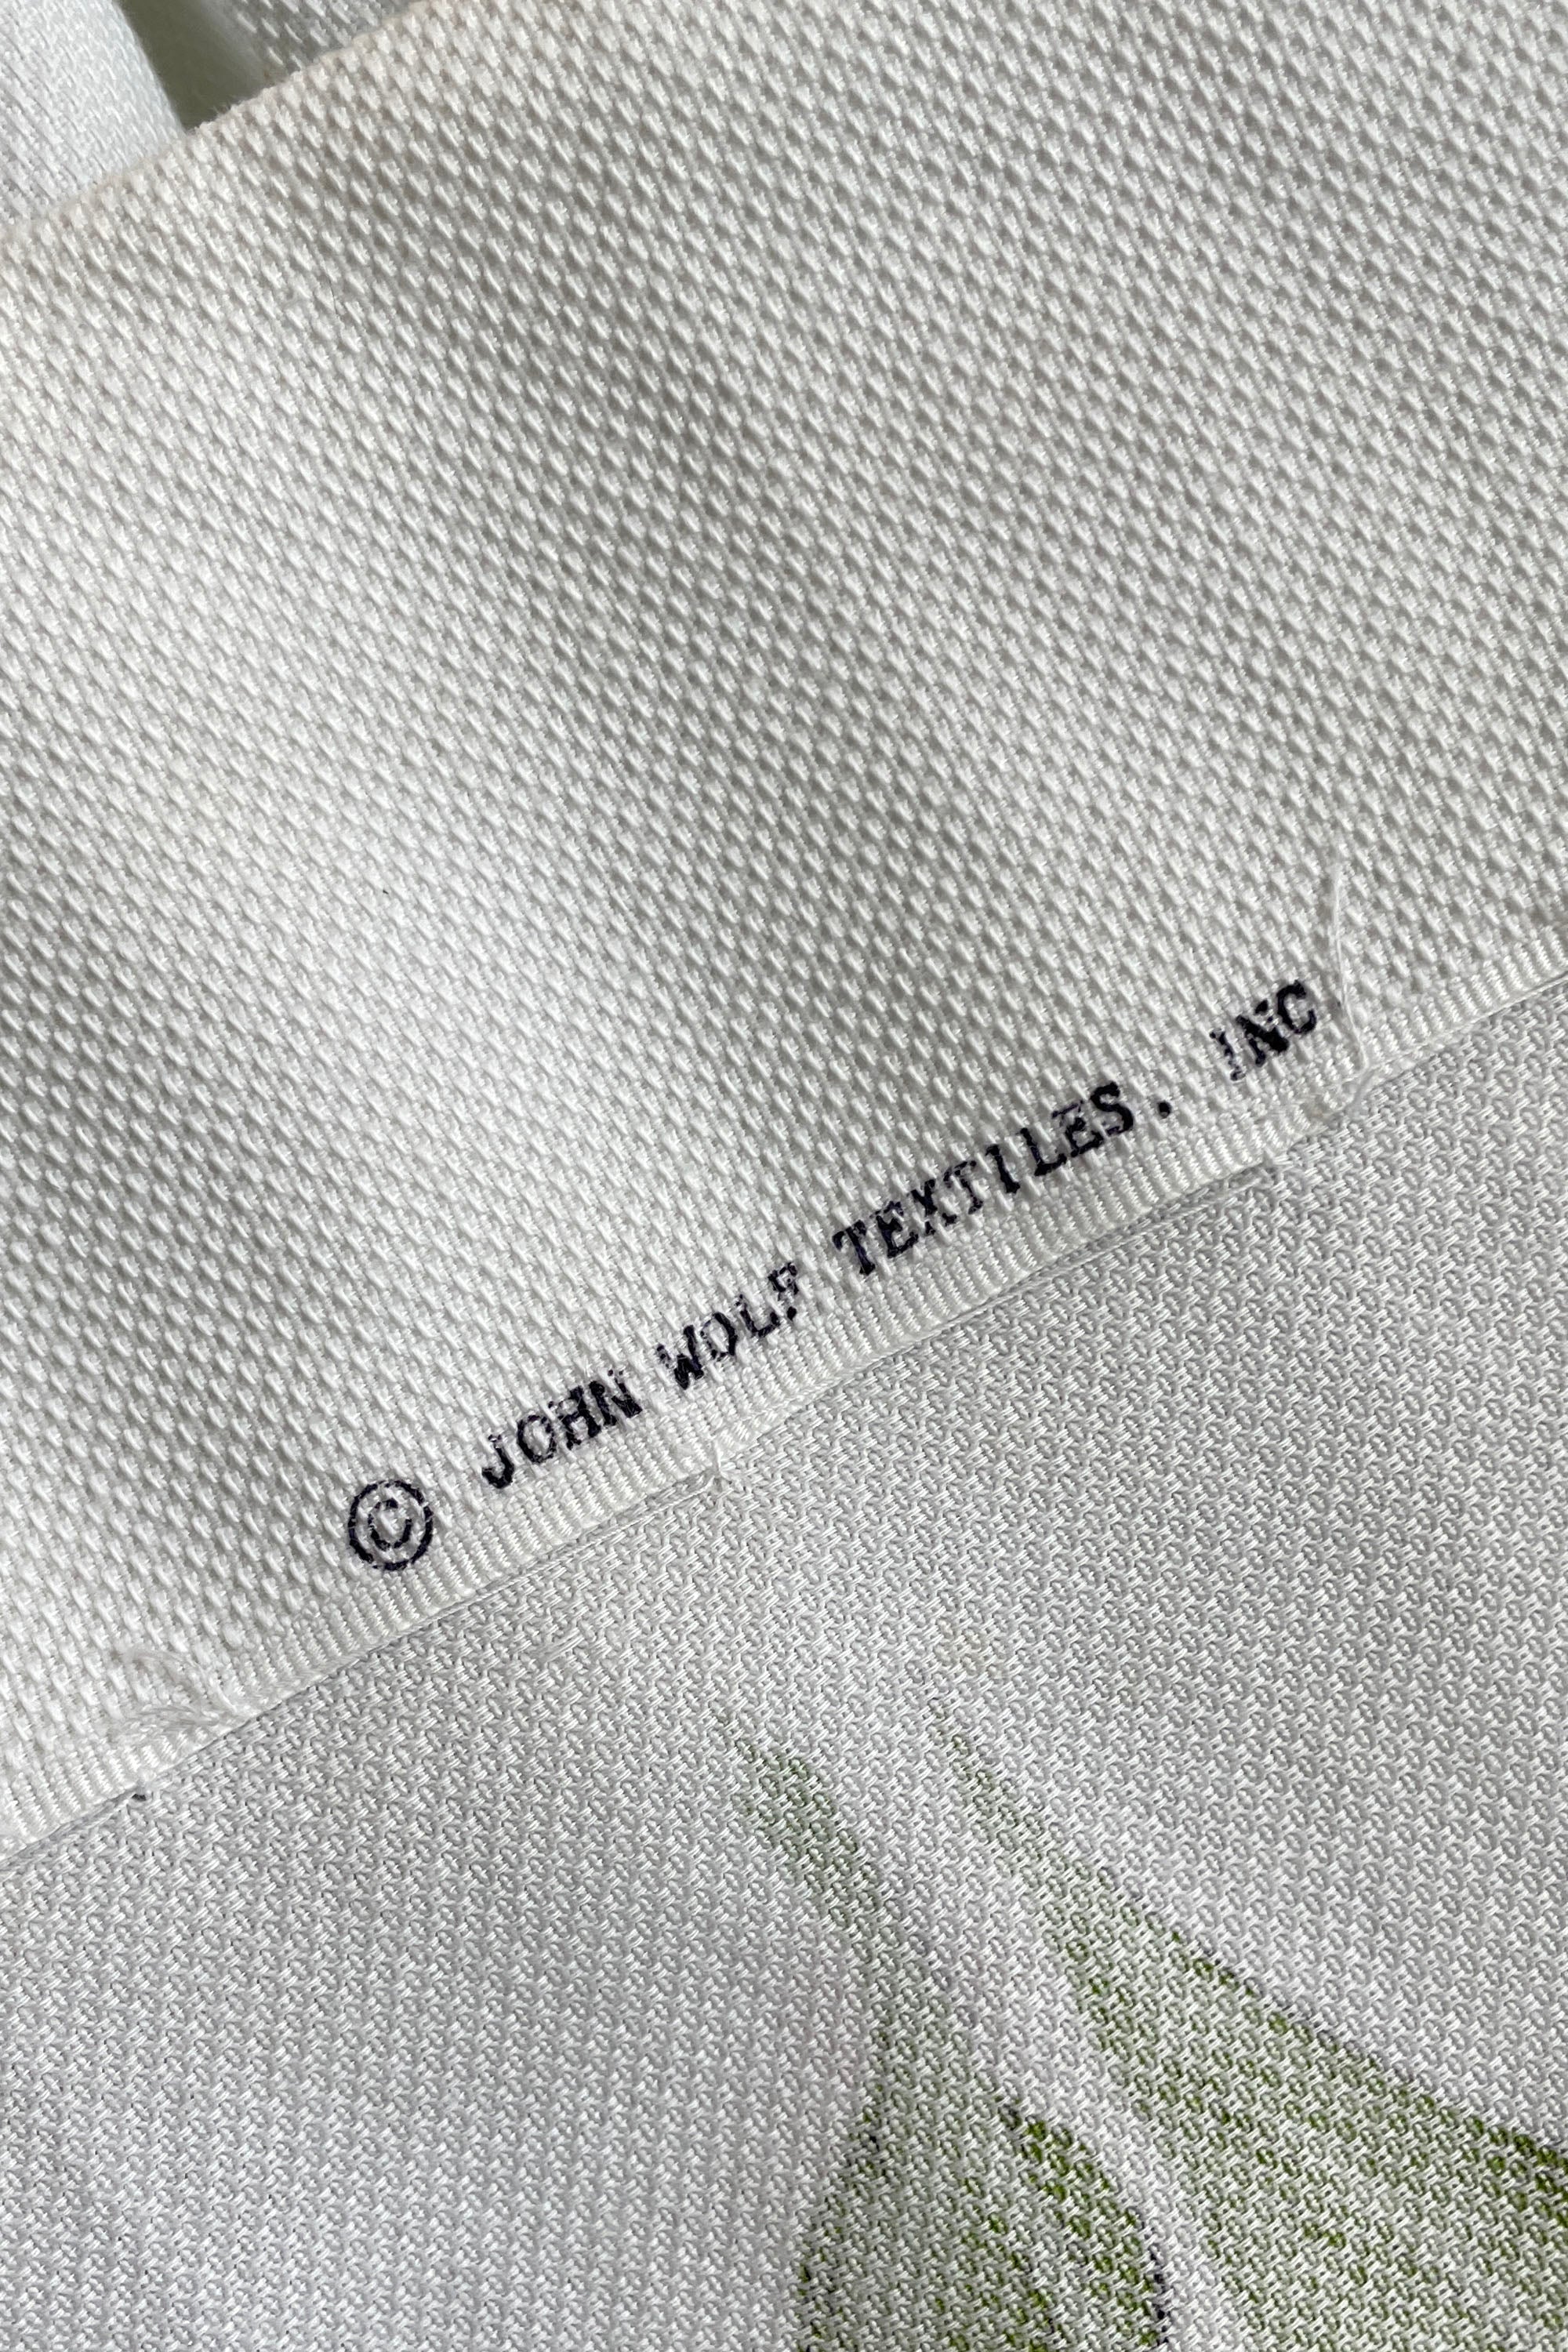 © JOHN WOLF TEXTILES. INC.